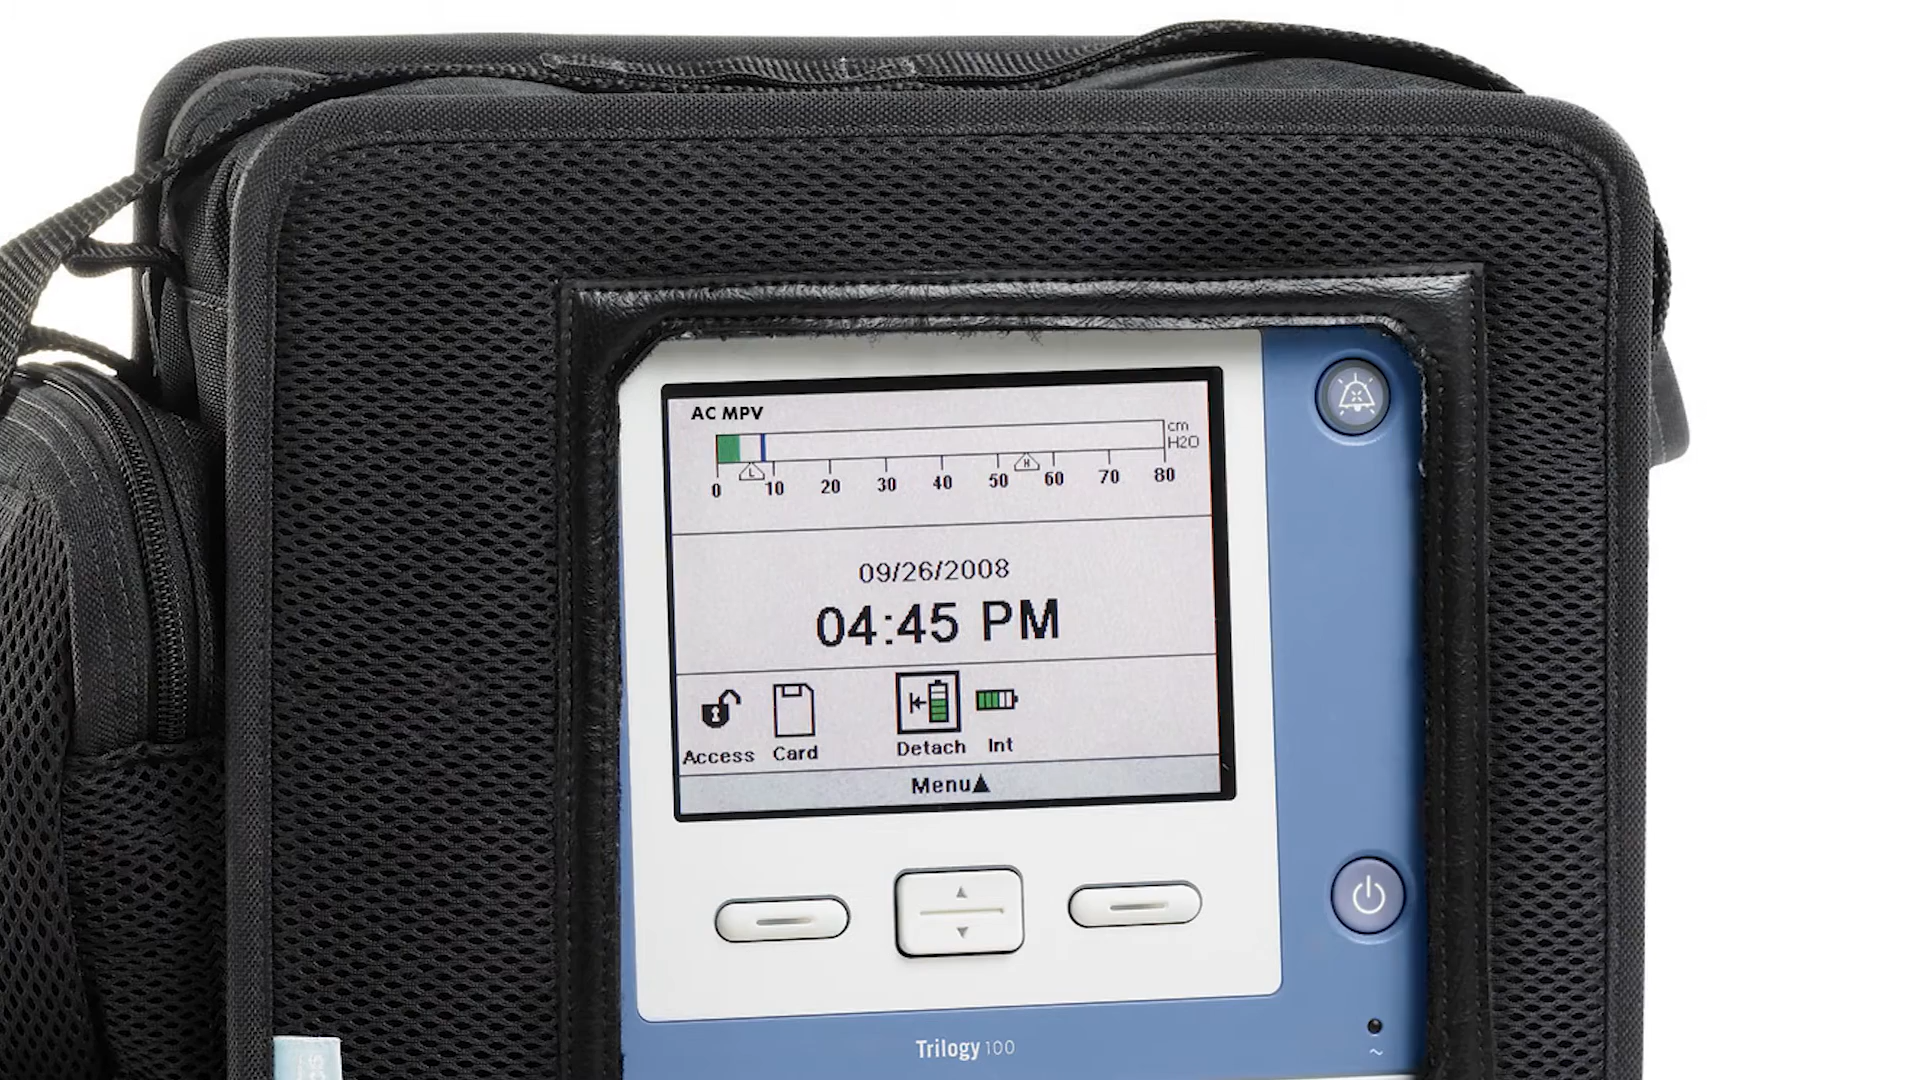 AC MPV
cm
H2O
L H
0 10 20 30 40 50 60 70 80
09/26/2008
04:45 PM
Access Card Detach Int
Menu▲
Trilogy 100